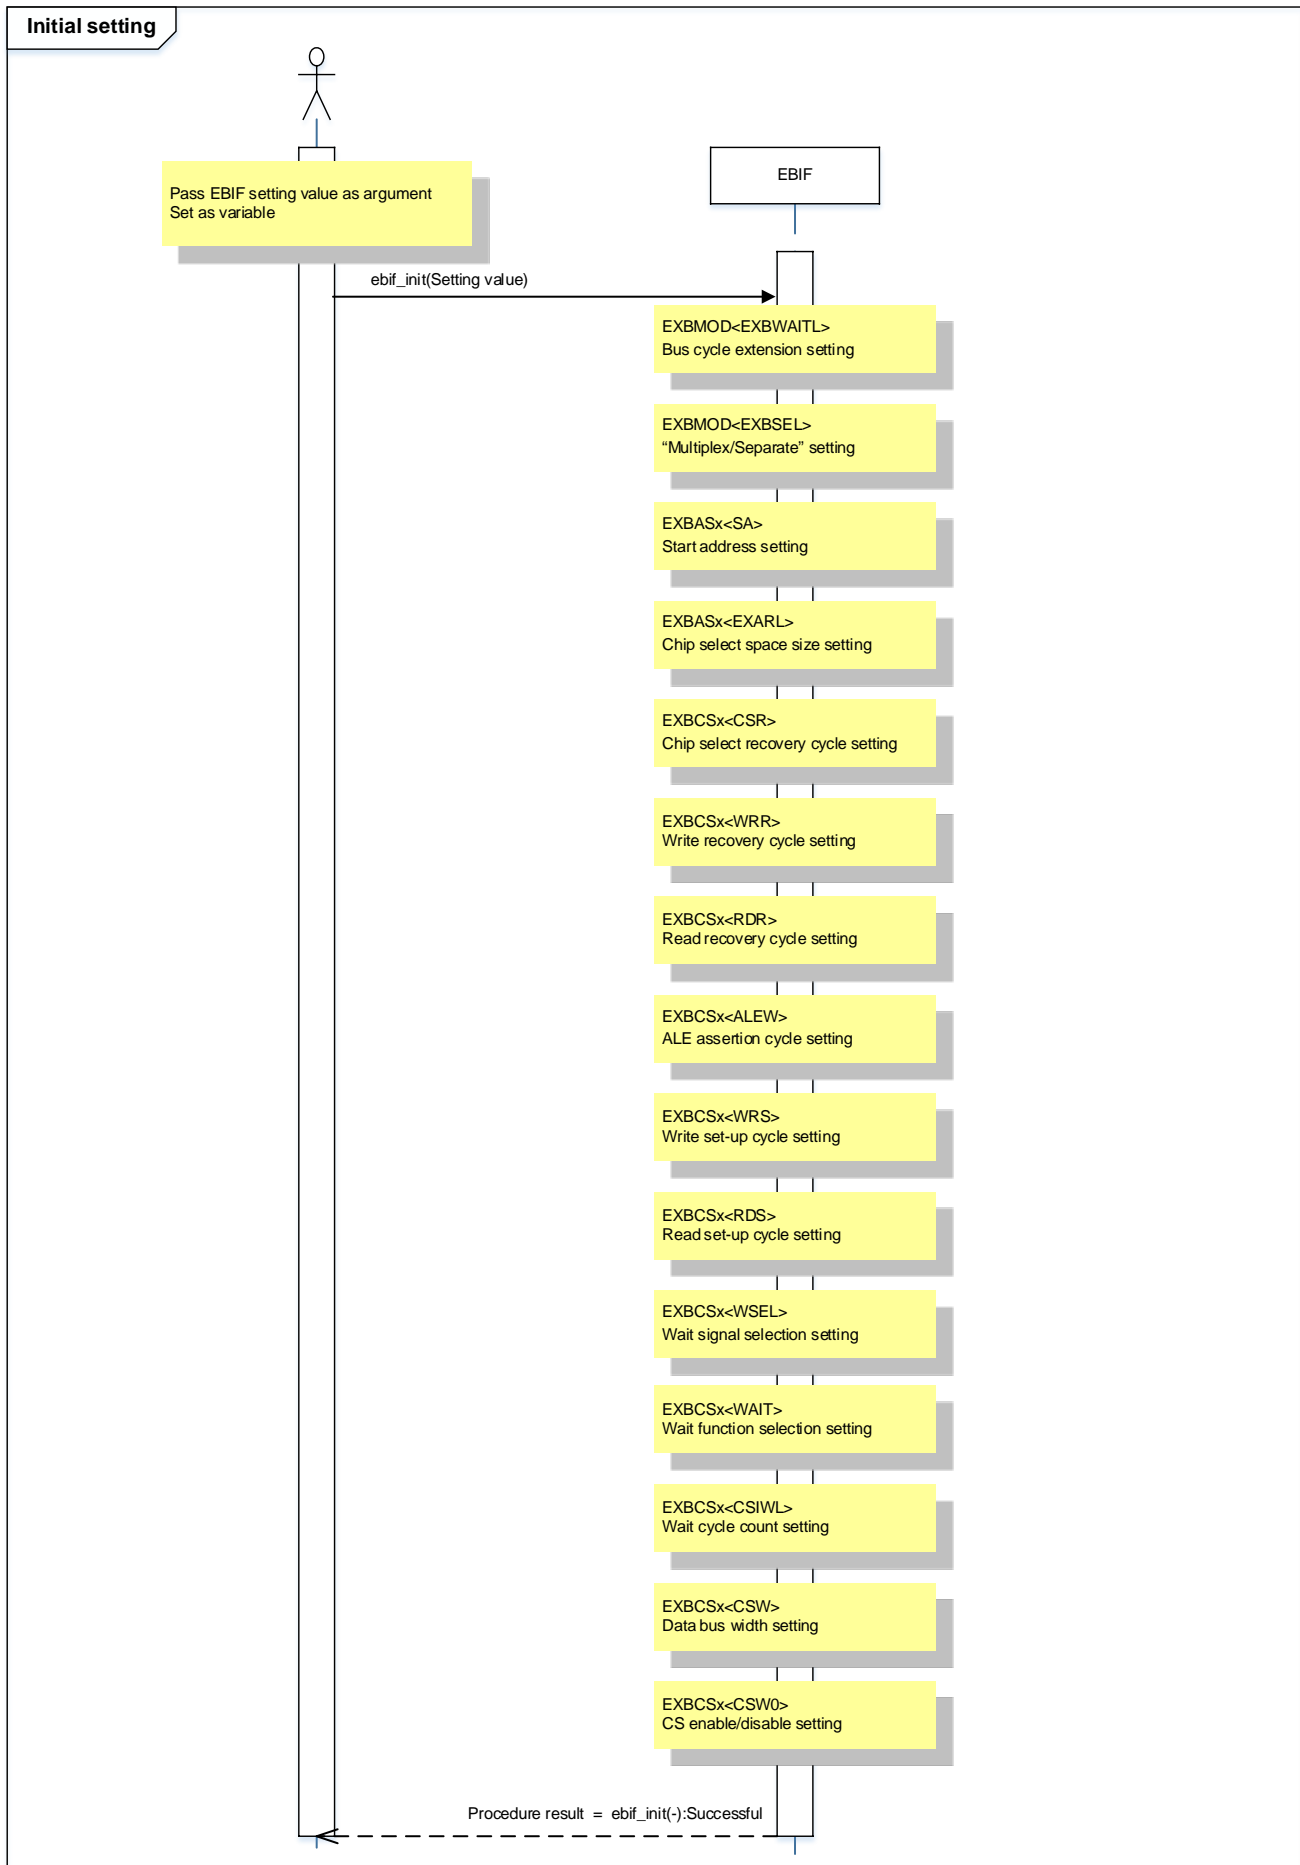 Initial setting
Pass EBIF setting value as argument
Set as variable
EBIF
ebif_init(Setting value)
EXBMOD<EXBWAITL>
Bus cycle extension setting
EXBMOD<EXBSEL>
“Multiplex/Separate” setting
EXBASx<SA>
Start address setting
EXBASx<EXARL>
Chip select space size setting
EXBCSx<CSR>
Chip select recovery cycle setting
EXBCSx<WRR>
Write recovery cycle setting
EXBCSx<RDR>
Read recovery cycle setting
EXBCSx<ALEW>
ALE assertion cycle setting
EXBCSx<WRS>
Write set-up cycle setting
EXBCSx<RDS>
Read set-up cycle setting
EXBCSx<WSEL>
Wait signal selection setting
EXBCSx<WAIT>
Wait function selection setting
EXBCSx<CSIWL>
Wait cycle count setting
EXBCSx<CSW>
Data bus width setting
EXBCSx<CSW0>
CS enable/disable setting
Procedure result = ebif_init(-):Successful